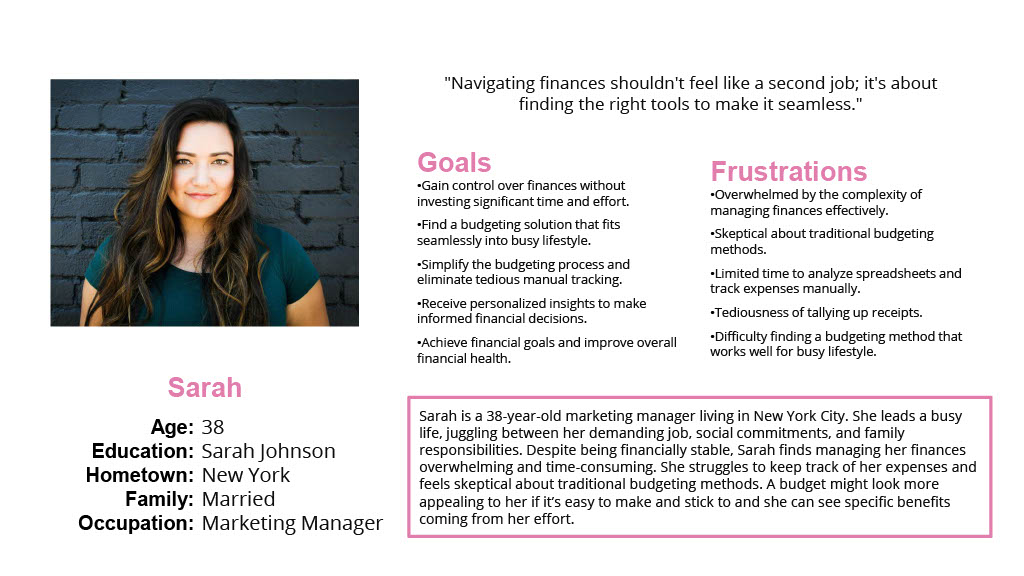 "Navigating finances shouldn't feel like a second job; it's about
finding the right tools to make it seamless."
Goals
•Gain control over finances without
investing significant time and effort.
•Find a budgeting solution that fits
seamlessly into busy lifestyle.
•Simplify the budgeting process and
eliminate tedious manual tracking.
•Receive personalized insights to make
informed financial decisions.
•Achieve financial goals and improve overall
financial health.
Frustrations
•Overwhelmed by the complexity of
managing finances effectively.
•Skeptical about traditional budgeting
methods.
•Limited time to analyze spreadsheets and
track expenses manually.
•Tediousness of tallying up receipts.
•Difficulty finding a budgeting method that
works well for busy lifestyle.
Sarah
Age: 38
Education: Sarah Johnson
Hometown: New York
Family: Married
Occupation: Marketing Manager
Sarah is a 38-year-old marketing manager living in New York City. She leads a busy
life, juggling between her demanding job, social commitments, and family
responsibilities. Despite being financially stable, Sarah finds managing her finances
overwhelming and time-consuming. She struggles to keep track of her expenses and
feels skeptical about traditional budgeting methods. A budget might look more
appealing to her if it’s easy to make and stick to and she can see specific benefits
coming from her effort.